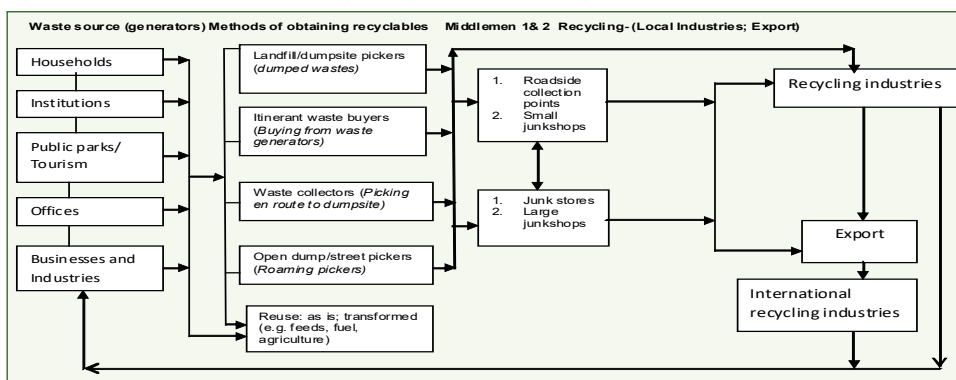 Waste source (generators) Methods of obtaining recyclables Middlemen 1& 2 Recycling- (Local Industries; Export)
Households
Institutions
Public parks/
Tourism
Offices
Businesses and
Industries
Landfill/dumpsite pickers
(dumped wastes)
Itinerant waste buyers
(Buying from waste
generators)
Waste collectors (Picking
en route to dumpsite)
Open dump/street pickers
(Roaming pickers)
Reuse: as is; transformed
(e.g. feeds, fuel,
agriculture)
1. Roadside
collection
points
2. Small
junkshops
1. Junk stores
2. Large
junkshops
Recycling industries
Export
International
recycling industries